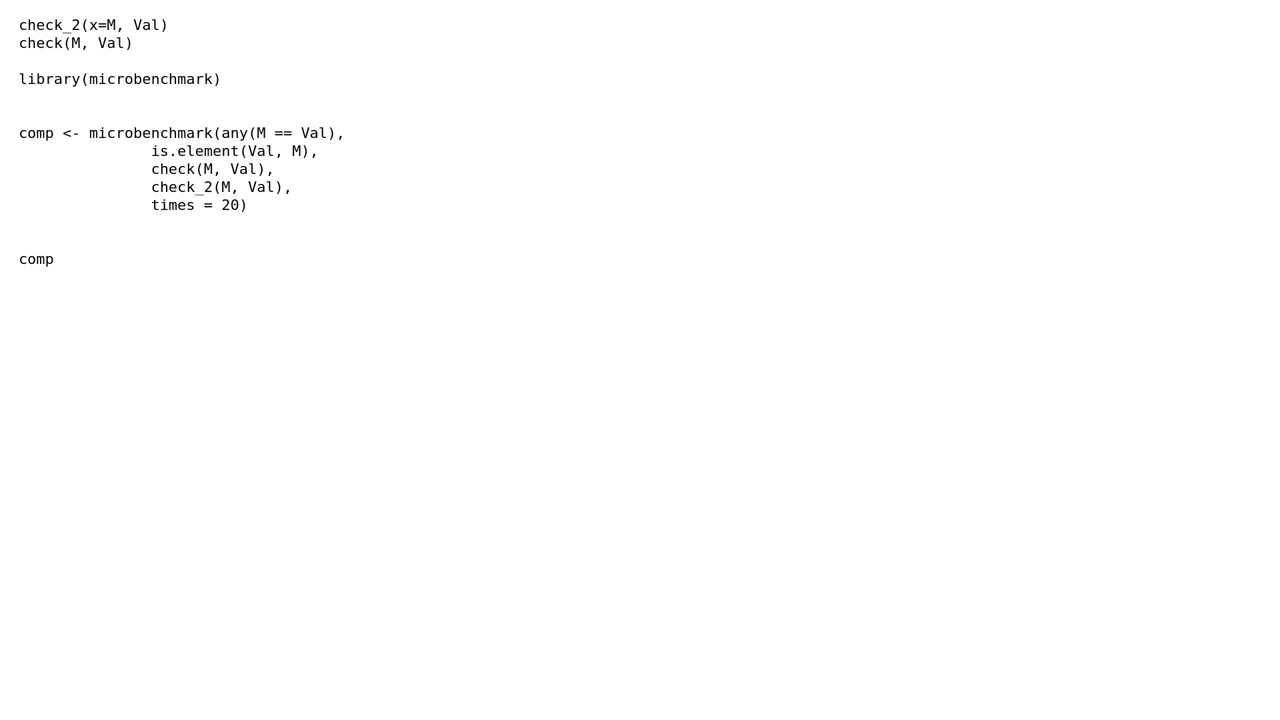 check_2(x=M, Val)
check(M, Val)

library(microbenchmark)


comp <- microbenchmark(any(M == Val),
               is.element(Val, M),
               check(M, Val),
               check_2(M, Val),
               times = 20)


comp